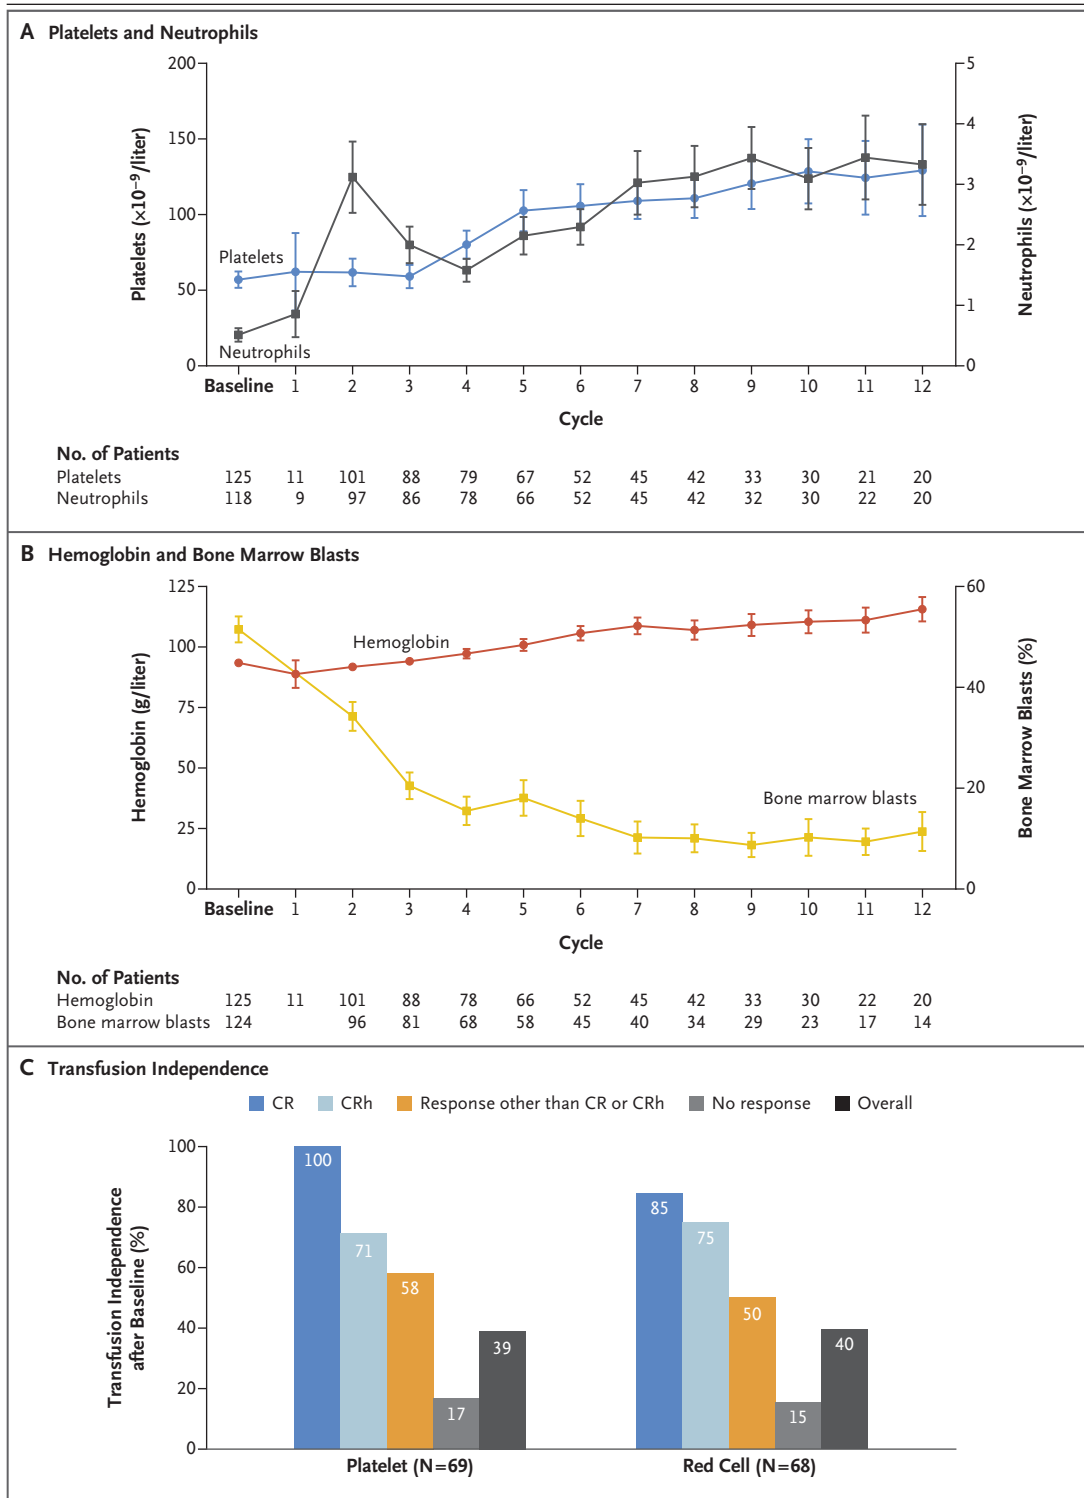 A Platelets and Neutrophils
200
150
100
50
0
Platelets (×10⁻⁹/liter)
5
4
3
2
1
0
Neutrophils (×10⁻⁹/liter)
Platelets
Neutrophils
Baseline 1 2 3 4 5 6 7 8 9 10 11 12
Cycle
No. of Patients
Platelets 125 11 101 88 79 67 52 45 42 33 30 21 20
Neutrophils 118 9 97 86 78 66 52 45 42 32 30 22 20
B Hemoglobin and Bone Marrow Blasts
125
100
75
50
25
0
Hemoglobin (g/liter)
60
40
20
0
Bone Marrow Blasts (%)
Hemoglobin
Bone marrow blasts
Baseline 1 2 3 4 5 6 7 8 9 10 11 12
Cycle
No. of Patients
Hemoglobin 125 11 101 88 78 66 52 45 42 33 30 22 20
Bone marrow blasts 124 96 81 68 58 45 40 34 29 23 17 14
C Transfusion Independence
CR CRh Response other than CR or CRh No response Overall
100
80
60
40
20
0
Transfusion Independence
after Baseline (%)
100 71 58 17 39
85 75 50 15 40
Platelet (N=69) Red Cell (N=68)